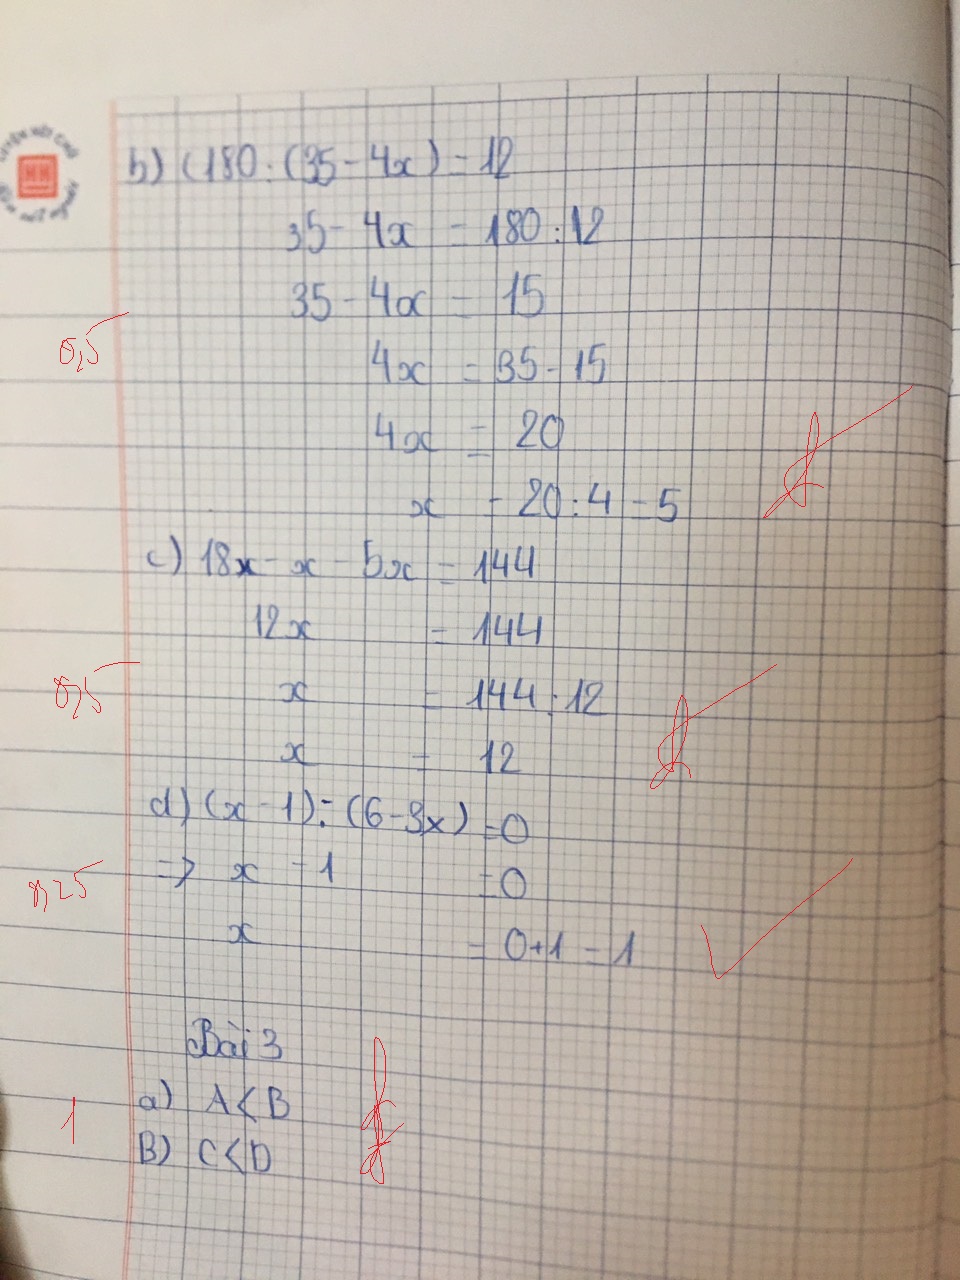 b) (180 : (35 - 4x) = 12
35 - 4x = 180 : 12
35 - 4x = 15
0,5
4x = 35 - 15
4x = 20
x = 20 : 4 = 5
c) 18x - x - 5x = 144
12x = 144
0,5
x = 144 : 12
x = 12
d) (x - 1) : (6 - 3x) = 0
0,25
=> x - 1 = 0
x = 0 + 1 = 1
Bài 3
1
a) A < B
B) C < D